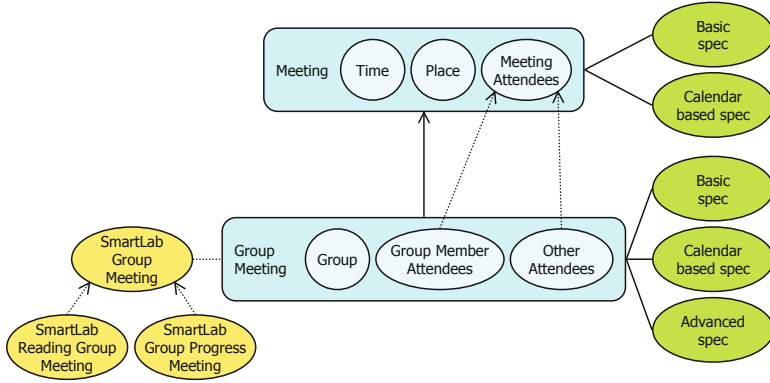 Basic
spec
Meeting
Time
Place
Meeting
Attendees
Calendar
based spec
Basic
spec
SmartLab
Group
Meeting
Group
Meeting
Group
Group Member
Attendees
Other
Attendees
Calendar
based spec
SmartLab
Reading Group
Meeting
SmartLab
Group Progress
Meeting
Advanced
spec